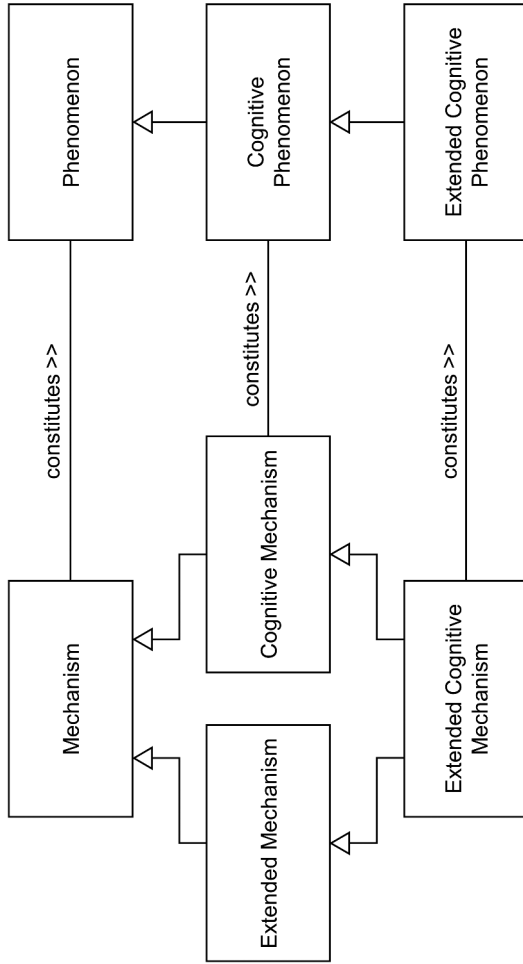 Mechanism
constitutes >>
Phenomenon
Extended Mechanism
Cognitive Mechanism
constitutes >>
Cognitive
Phenomenon
Extended Cognitive
Mechanism
constitutes >>
Extended Cognitive
Phenomenon